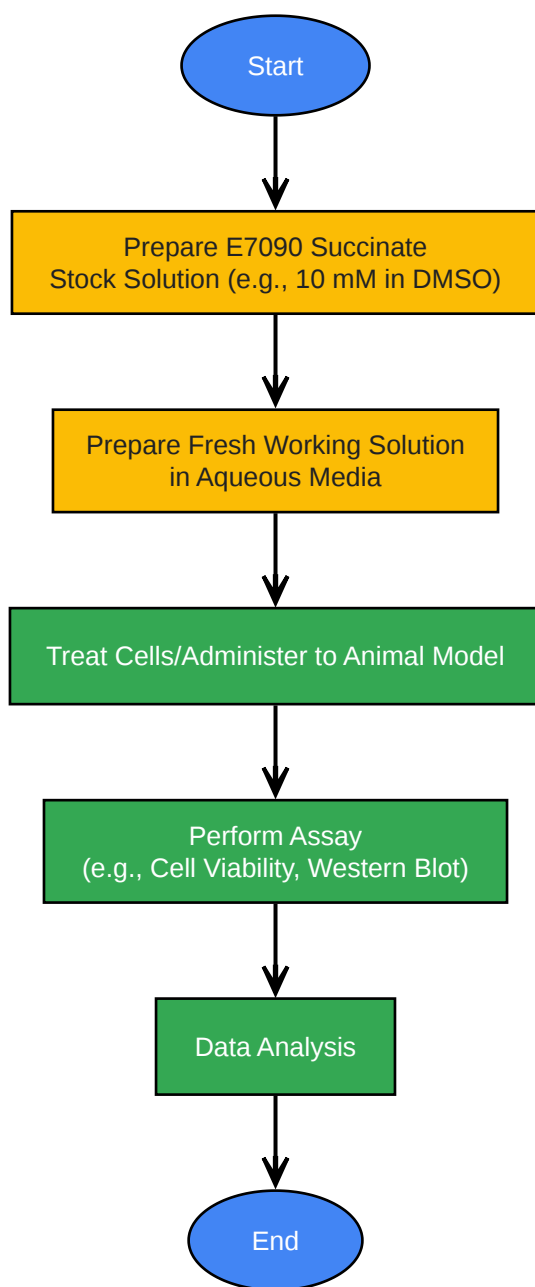 Start
Prepare E7090 Succinate
Stock Solution (e.g., 10 mM in DMSO)
Prepare Fresh Working Solution
in Aqueous Media
Treat Cells/Administer to Animal Model
Perform Assay
(e.g., Cell Viability, Western Blot)
Data Analysis
End